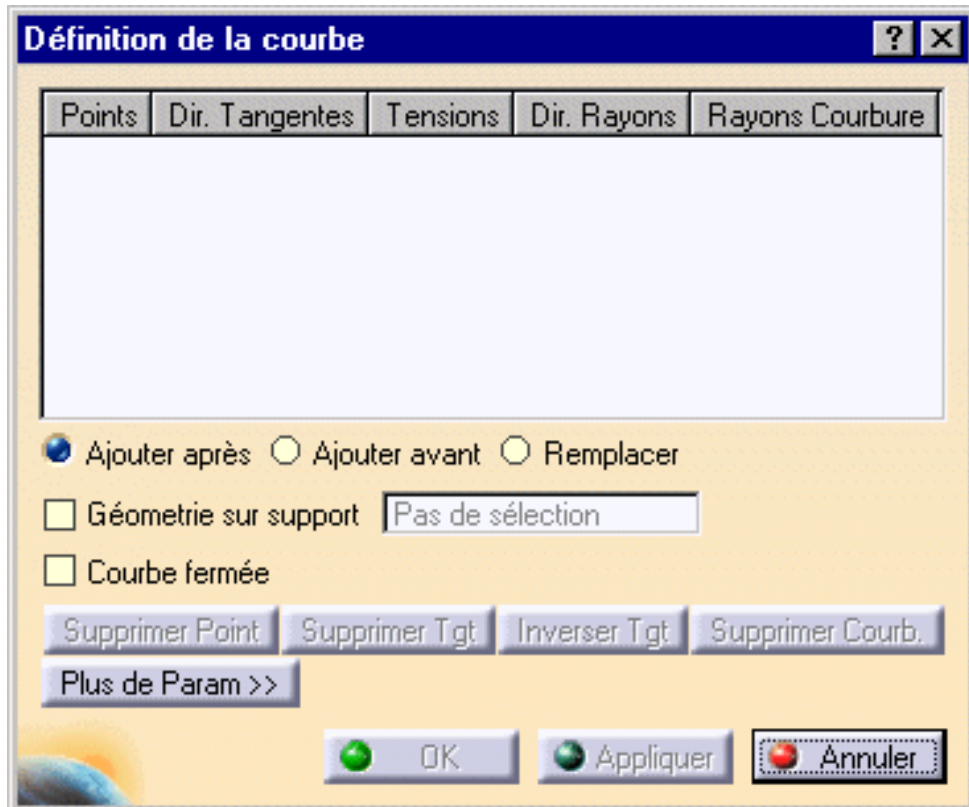 Définition de la courbe
Points Dir. Tangentes Tensions Dir. Rayons Rayons Courbure
Ajouter après Ajouter avant Remplacer
Géometrie sur support Pas de sélection
Courbe fermée
Supprimer Point Supprimer Tgt Inverser Tgt Supprimer Courb.
Plus de Param >>
OK Appliquer Annuler